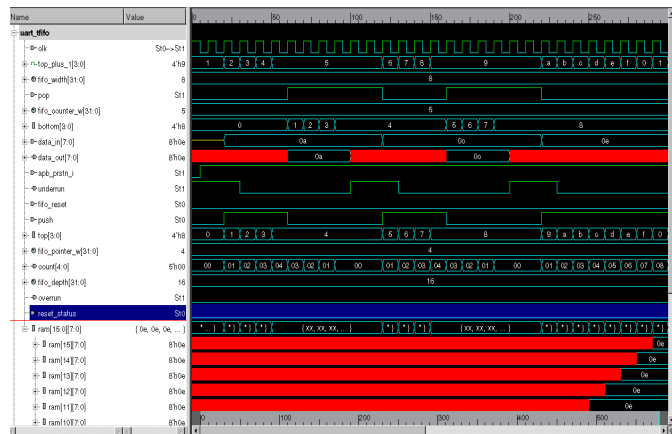 Name Value 0 50 100 150 200 250
uart_tfifo
clk St0->St1
top_plus_1[3:0] 4'h9 1 2 3 4 5 6 7 8 9 a b c d e f 0 1
fifo_width[31:0] 8 8
pop St1
fifo_counter_w[31:0] 5 5
bottom[3:0] 4'h8 0 1 2 3 4 5 6 7 8
data_in[7:0] 8'h0e 0a 0c 0e
data_out[7:0] 8'h0e 0a 0c
apb_prstn_i St1
underrun St1
fifo_reset St0
push St0
top[3:0] 4'h8 0 1 2 3 4 5 6 7 8 9 a b c d e f 0
fifo_pointer_w[31:0] 4 4
count[4:0] 5'h00 00 01 02 03 04 03 02 01 00 01 02 03 04 03 02 01 00 01 02 03 04 05 06 07 08
fifo_depth[31:0] 16 16
overrun St1
reset_status St0
ram[15:0][7:0] { 0e, 0e, 0e, ... } * ... } *} *} *} { xx, xx, xx, ... } *} *} *} { xx, xx, xx, ... } *} *} *} *} *} *} *} *}
ram[15][7:0] 8'h0e 0e
ram[14][7:0] 8'h0e 0e
ram[13][7:0] 8'h0e 0e
ram[12][7:0] 8'h0e 0e
ram[11][7:0] 8'h0e 0e
ram[10][7:0] 8'h0e
0 100 200 300 400 500